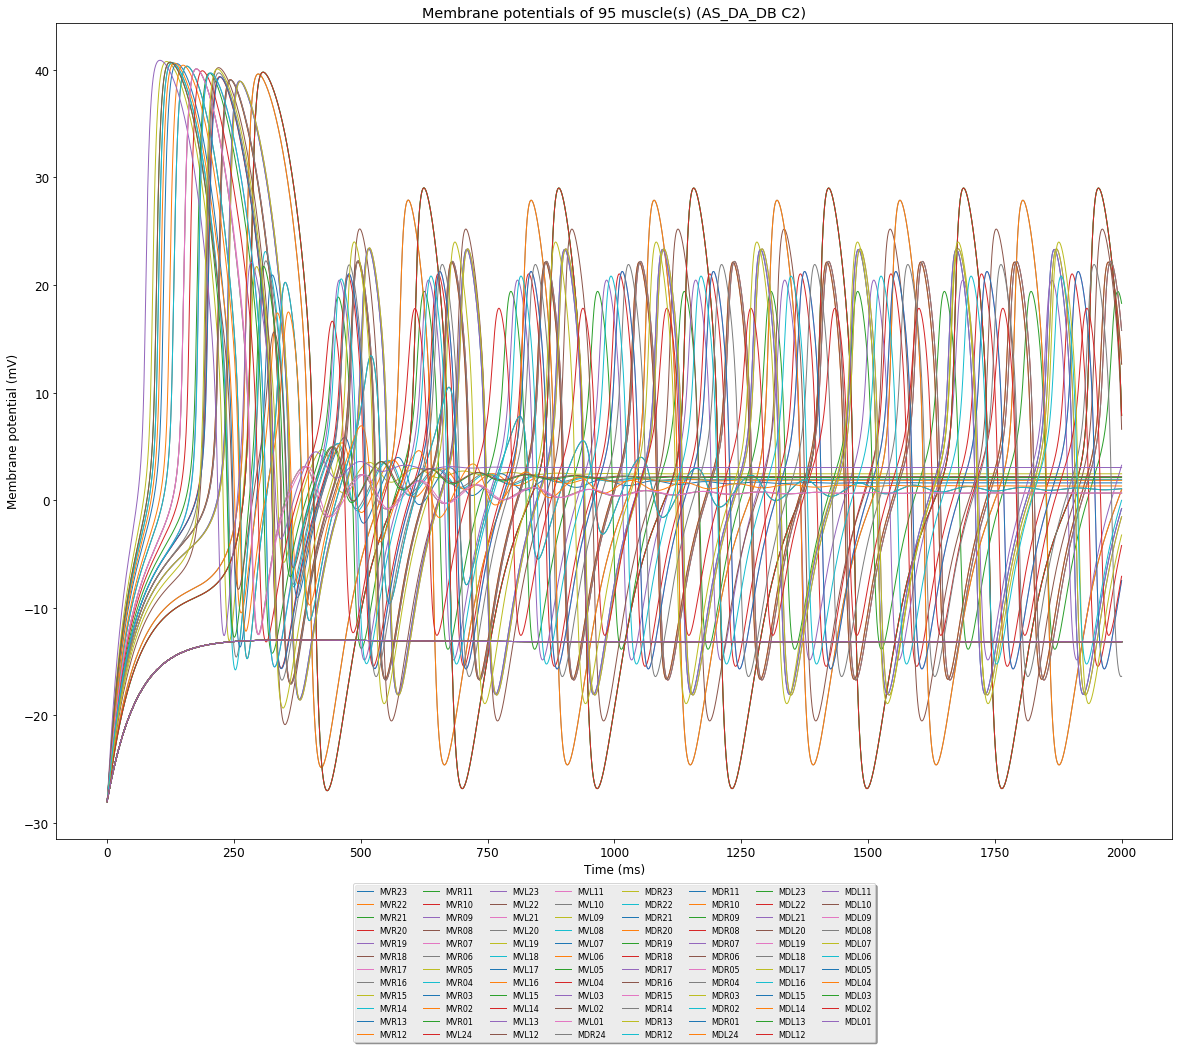 Membrane potentials of 95 muscle(s) (AS_DA_DB C2)
40
30
20
10
0
−10
−20
−30
Membrane potential (mV)
0 250 500 750 1000 1250 1500 1750 2000
Time (ms)
MVR23 MVR11 MVL23 MVL11 MDR23 MDR11 MDL23 MDL11
MVR22 MVR10 MVL22 MVL10 MDR22 MDR10 MDL22 MDL10
MVR21 MVR09 MVL21 MVL09 MDR21 MDR09 MDL21 MDL09
MVR20 MVR08 MVL20 MVL08 MDR20 MDR08 MDL20 MDL08
MVR19 MVR07 MVL19 MVL07 MDR19 MDR07 MDL19 MDL07
MVR18 MVR06 MVL18 MVL06 MDR18 MDR06 MDL18 MDL06
MVR17 MVR05 MVL17 MVL05 MDR17 MDR05 MDL17 MDL05
MVR16 MVR04 MVL16 MVL04 MDR16 MDR04 MDL16 MDL04
MVR15 MVR03 MVL15 MVL03 MDR15 MDR03 MDL15 MDL03
MVR14 MVR02 MVL14 MVL02 MDR14 MDR02 MDL14 MDL02
MVR13 MVR01 MVL13 MVL01 MDR13 MDR01 MDL13 MDL01
MVR12 MVL24 MVL12 MDR24 MDR12 MDL24 MDL12